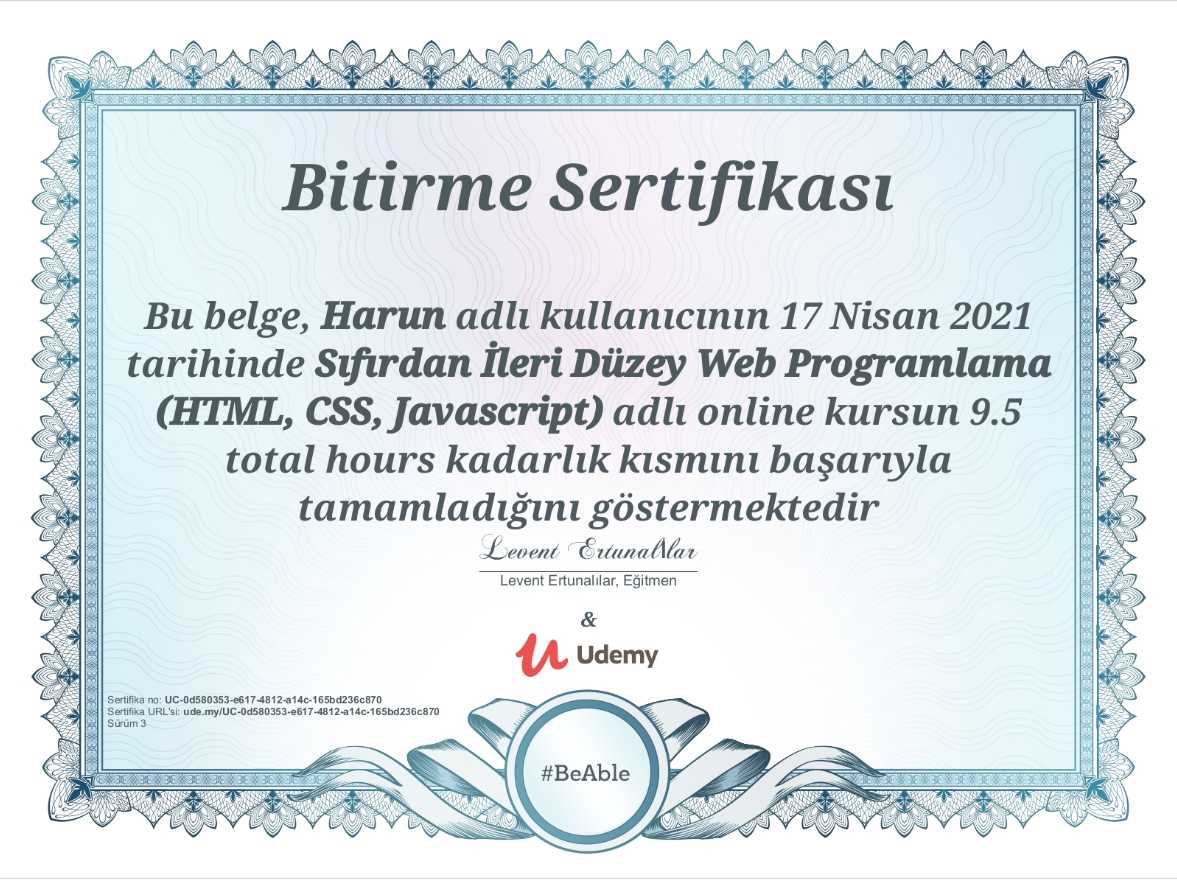 Bitirme Sertifikası
Bu belge, Harun adlı kullanıcının 17 Nisan 2021
tarihinde Sıfırdan İleri Düzey Web Programlama
(HTML, CSS, Javascript) adlı online kursun 9.5
total hours kadarlık kısmını başarıyla
tamamladığını göstermektedir
Levent Ertunalılar
Levent Ertunalılar, Eğitmen
&
Udemy
Sertifika no: UC-0d580353-e617-4812-a14c-165bd236c870
Sertifika URL'si: ude.my/UC-0d580353-e617-4812-a14c-165bd236c870
Sürüm 3
#BeAble